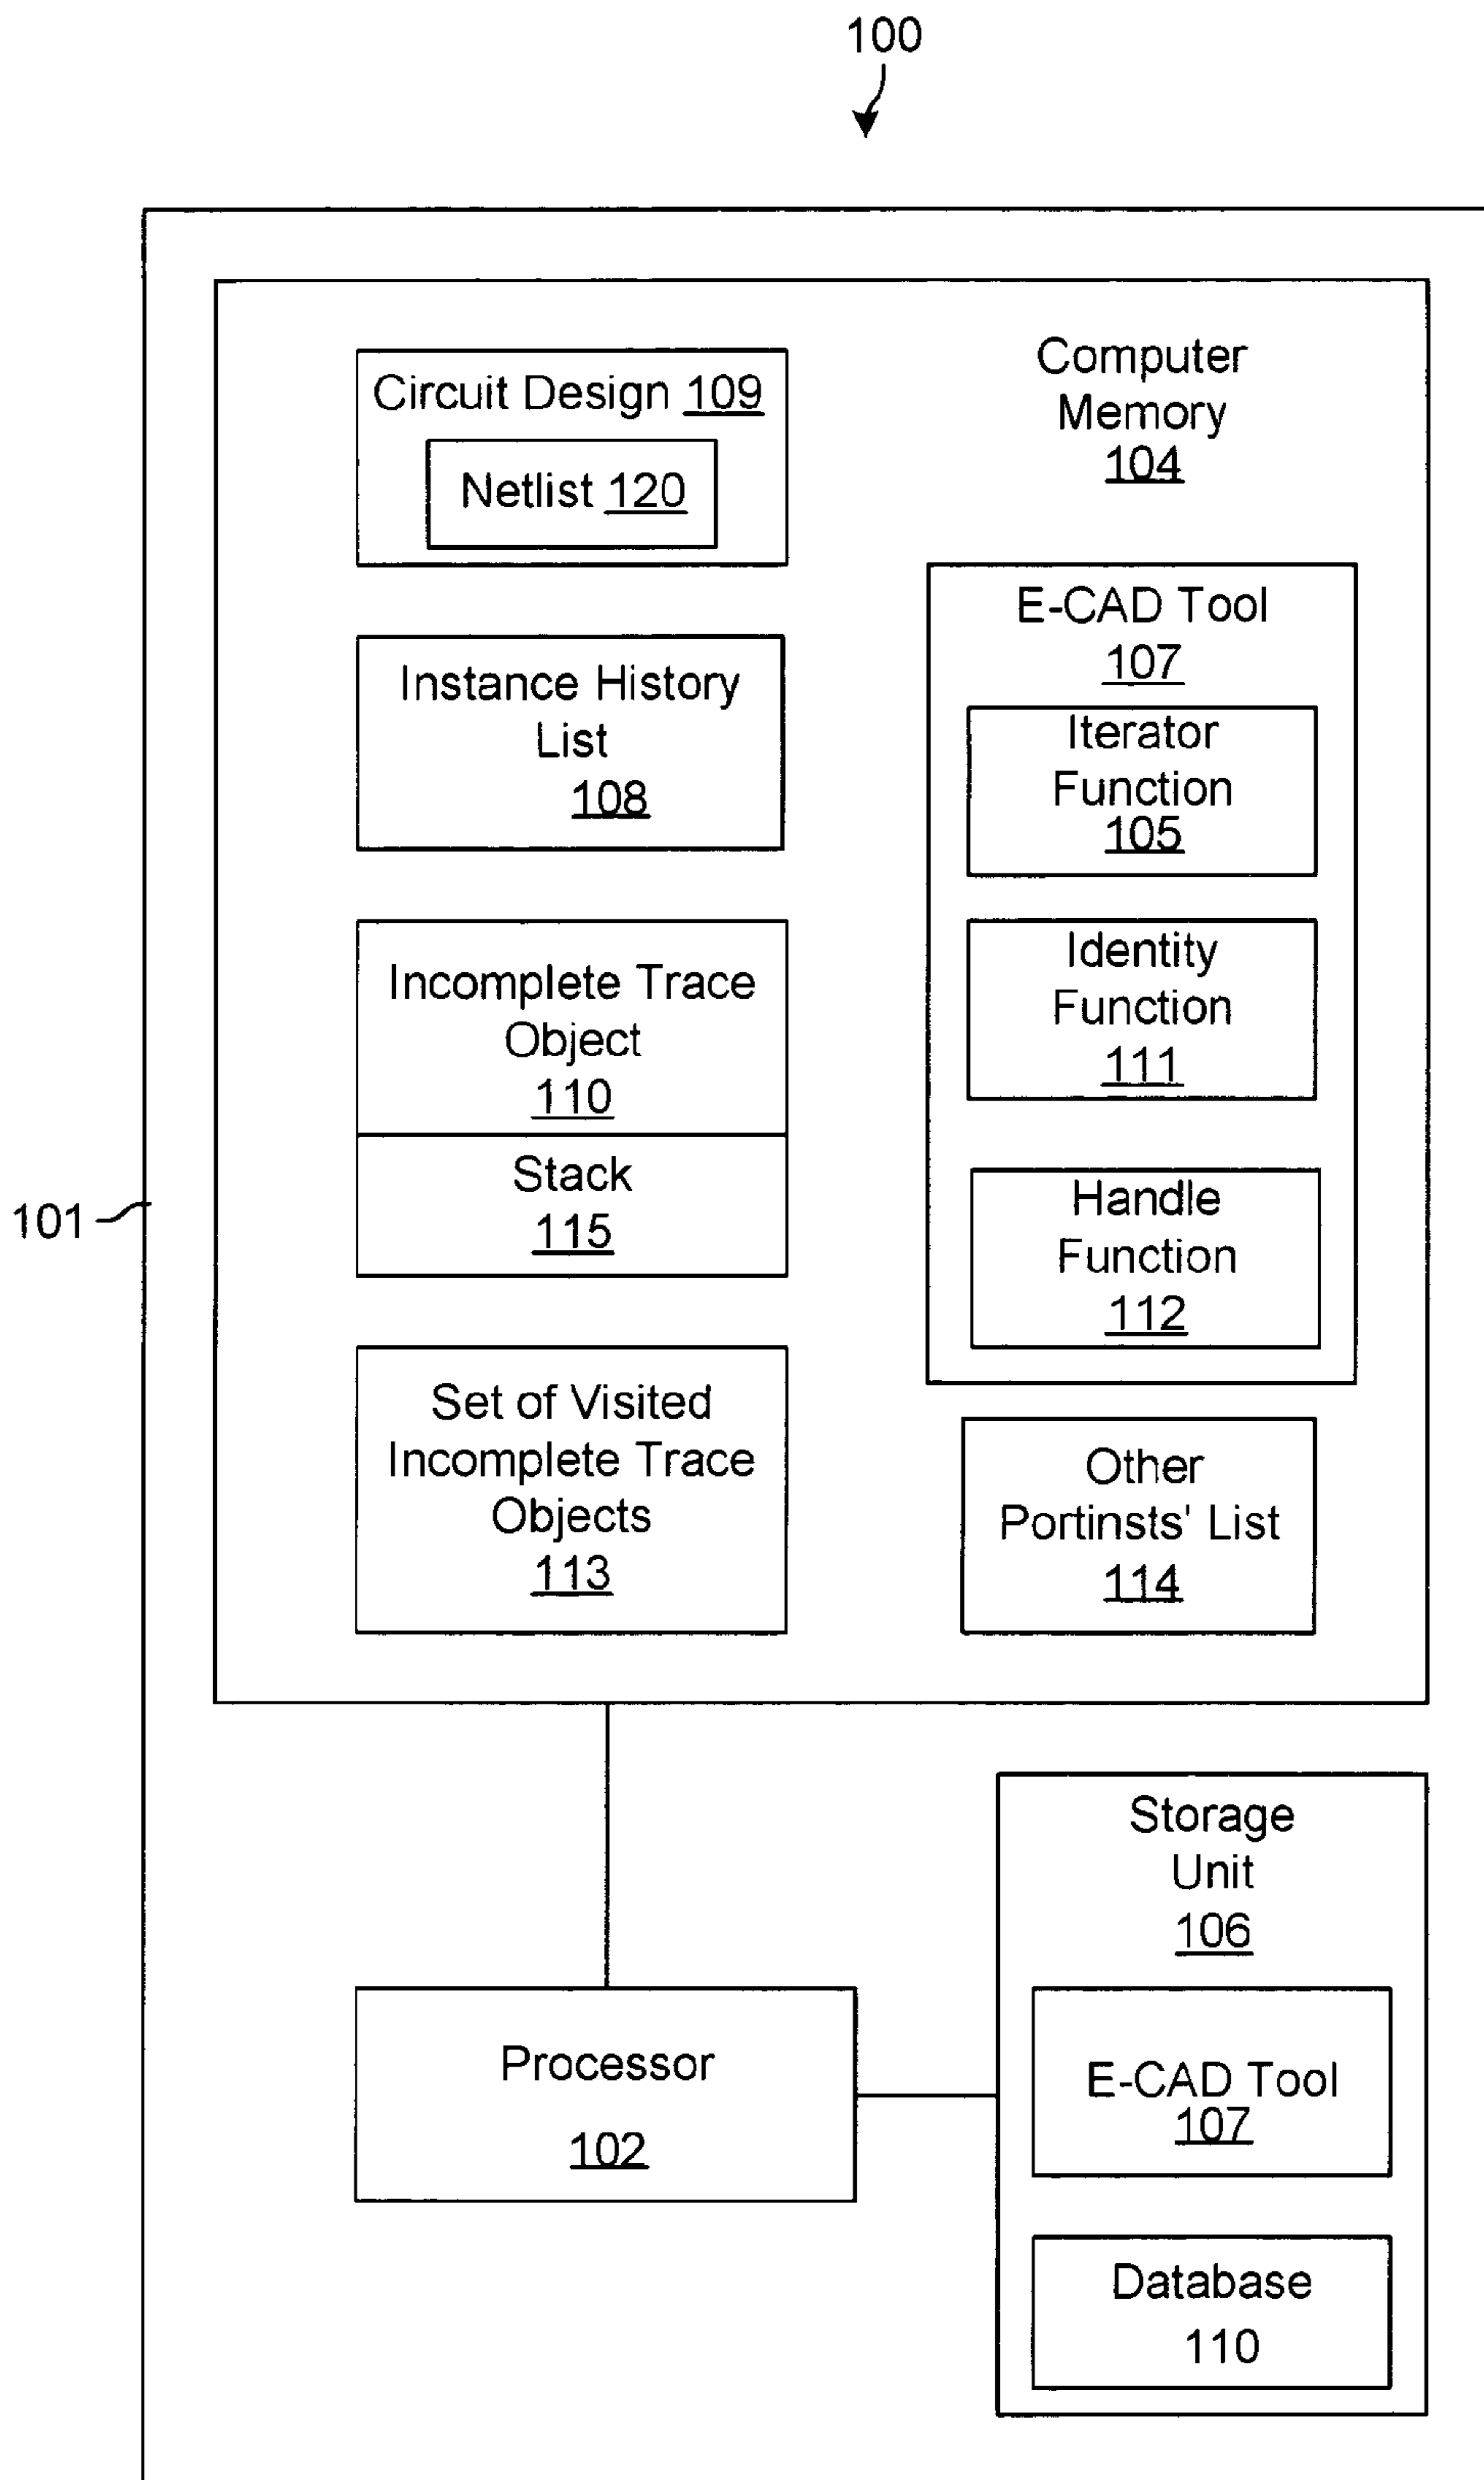 100
Circuit Design 109
Netlist 120
Computer
Memory
104
Instance History
List
108
E-CAD Tool
107
Iterator
Function
105
Identity
Function
111
Handle
Function
112
Incomplete Trace
Object
110
Stack
115
101
Set of Visited
Incomplete Trace
Objects
113
Other
Portinsts' List
114
Processor
102
Storage
Unit
106
E-CAD Tool
107
Database
110